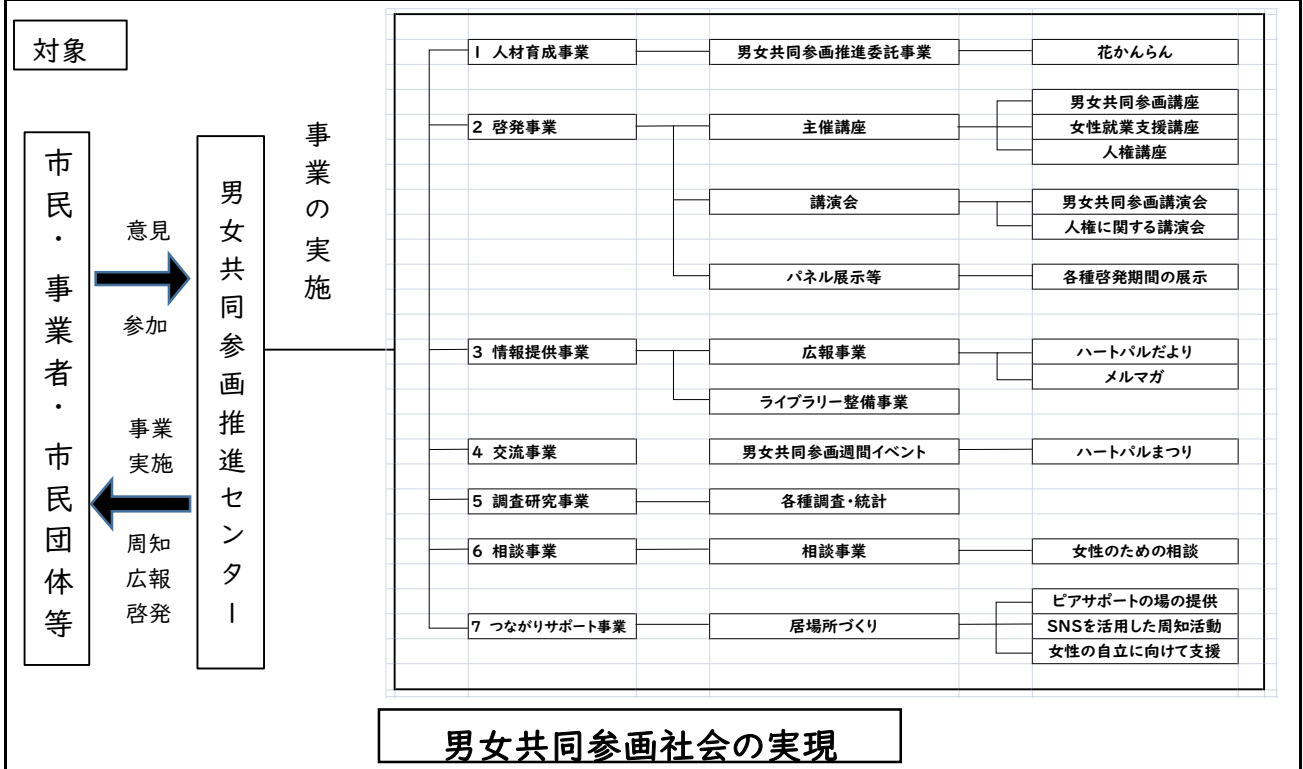 対象
市民・事業者・市民団体等
意見
参加
事業
実施
周知
広報
啓発
男女共同参画推進センター
事業の実施
1 人材育成事業
男女共同参画推進委託事業
花かんらん
2 啓発事業
主催講座
男女共同参画講座
女性就業支援講座
人権講座
講演会
男女共同参画講演会
人権に関する講演会
パネル展示等
各種啓発期間の展示
3 情報提供事業
広報事業
ハートパルだより
メルマガ
ライブラリー整備事業
4 交流事業
男女共同参画週間イベント
ハートパルまつり
5 調査研究事業
各種調査・統計
6 相談事業
相談事業
女性のための相談
7 つながりサポート事業
居場所づくり
ピアサポートの場の提供
SNSを活用した周知活動
女性の自立に向けて支援
男女共同参画社会の実現